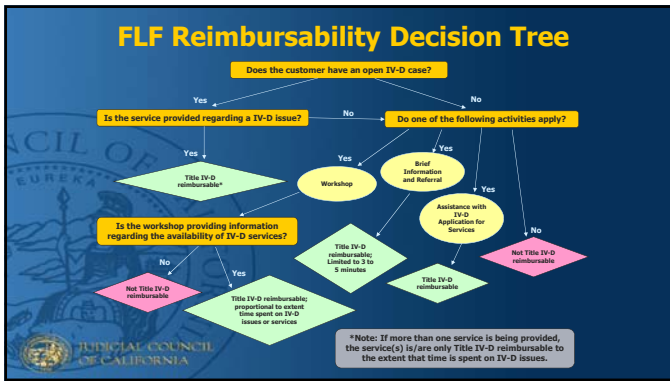 FLF Reimbursability Decision Tree
Does the customer have an open IV-D case?
Yes
No
Is the service provided regarding a IV-D issue?
No
Do one of the following activities apply?
Yes
Yes
Yes
Yes
No
Title IV-D
reimbursable*
Workshop
Brief
Information
and Referral
Assistance with
IV-D
Application for
Services
Is the workshop providing information
regarding the availability of IV-D services?
No
Yes
Not Title IV-D
reimbursable
Title IV-D reimbursable;
proportional to extent
time spent on IV-D
issues or services
Title IV-D
reimbursable;
Limited to 3 to
5 minutes
Title IV-D
reimbursable
Not Title IV-D
reimbursable
*Note: If more than one service is being provided,
the service(s) is/are only Title IV-D reimbursable to
the extent that time is spent on IV-D issues.
JUDICIAL COUNCIL
OF CALIFORNIA
COUNCIL OF
EUREKA